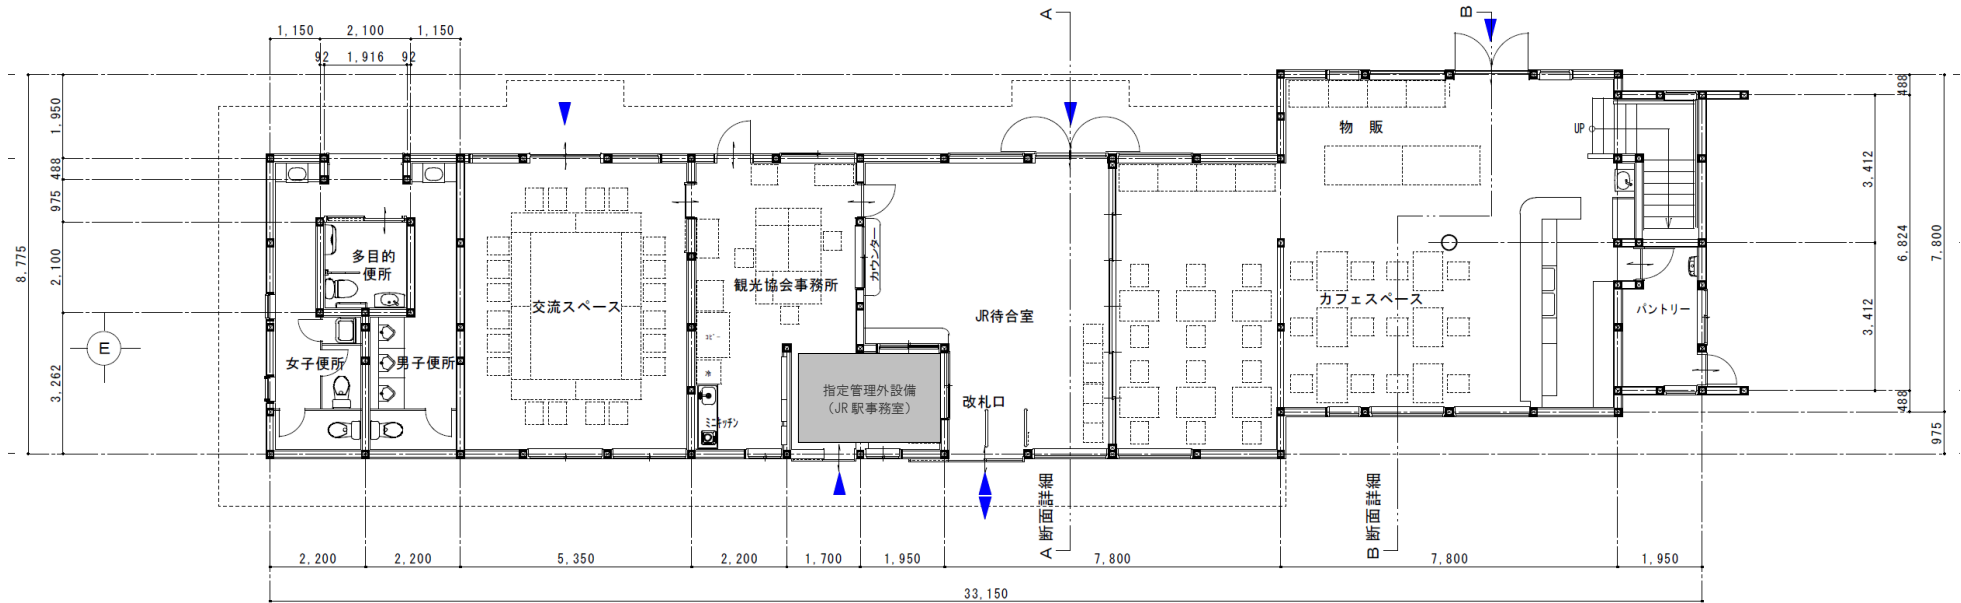 A
B
1,150
2,100
1,150
92
1,916
92
1,950
488
975
2,100
3,262
8,775
488
3,412
6,824
3,412
7,800
488
975
物 販
UP
多目的
便所
カウンター
観光協会事務所
交流スペース
カフェスペース
JR待合室
パントリー
コピー
E
女子便所
男子便所
冷
指定管理外設備
(JR駅事務室)
改札口
ミニキッチン
A 断面詳細
B 断面詳細
2,200
2,200
5,350
2,200
1,700
1,950
7,800
7,800
1,950
33,150